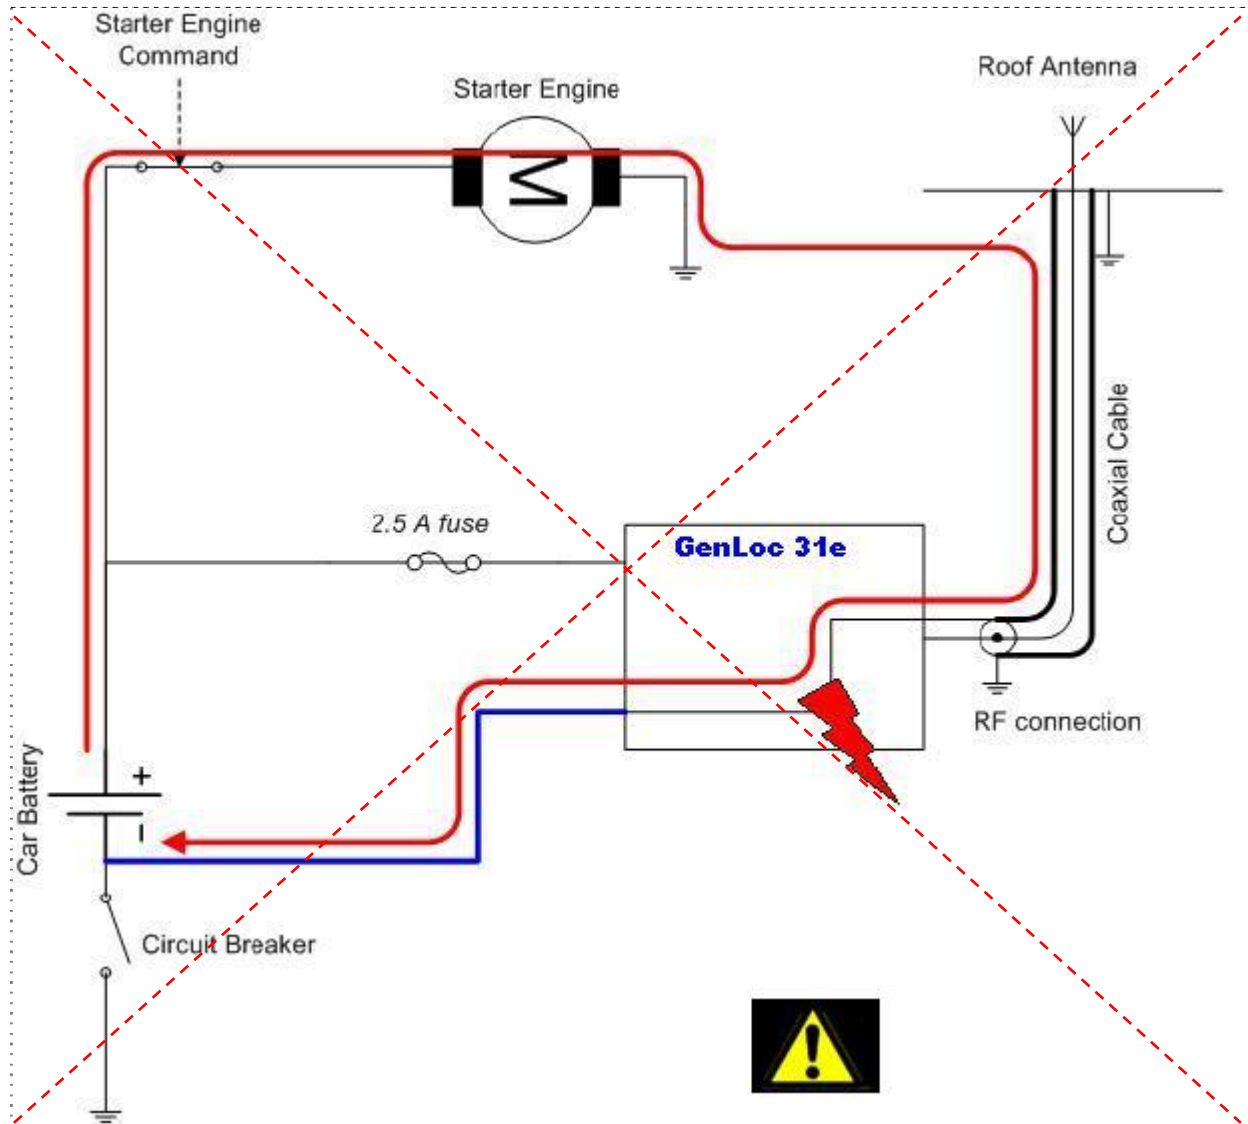 Starter Engine
Command
Starter Engine
M
Roof Antenna
Coaxial Cable
2.5 A fuse
GenLoc 31e
RF connection
Car Battery
+
–
Circuit Breaker
!